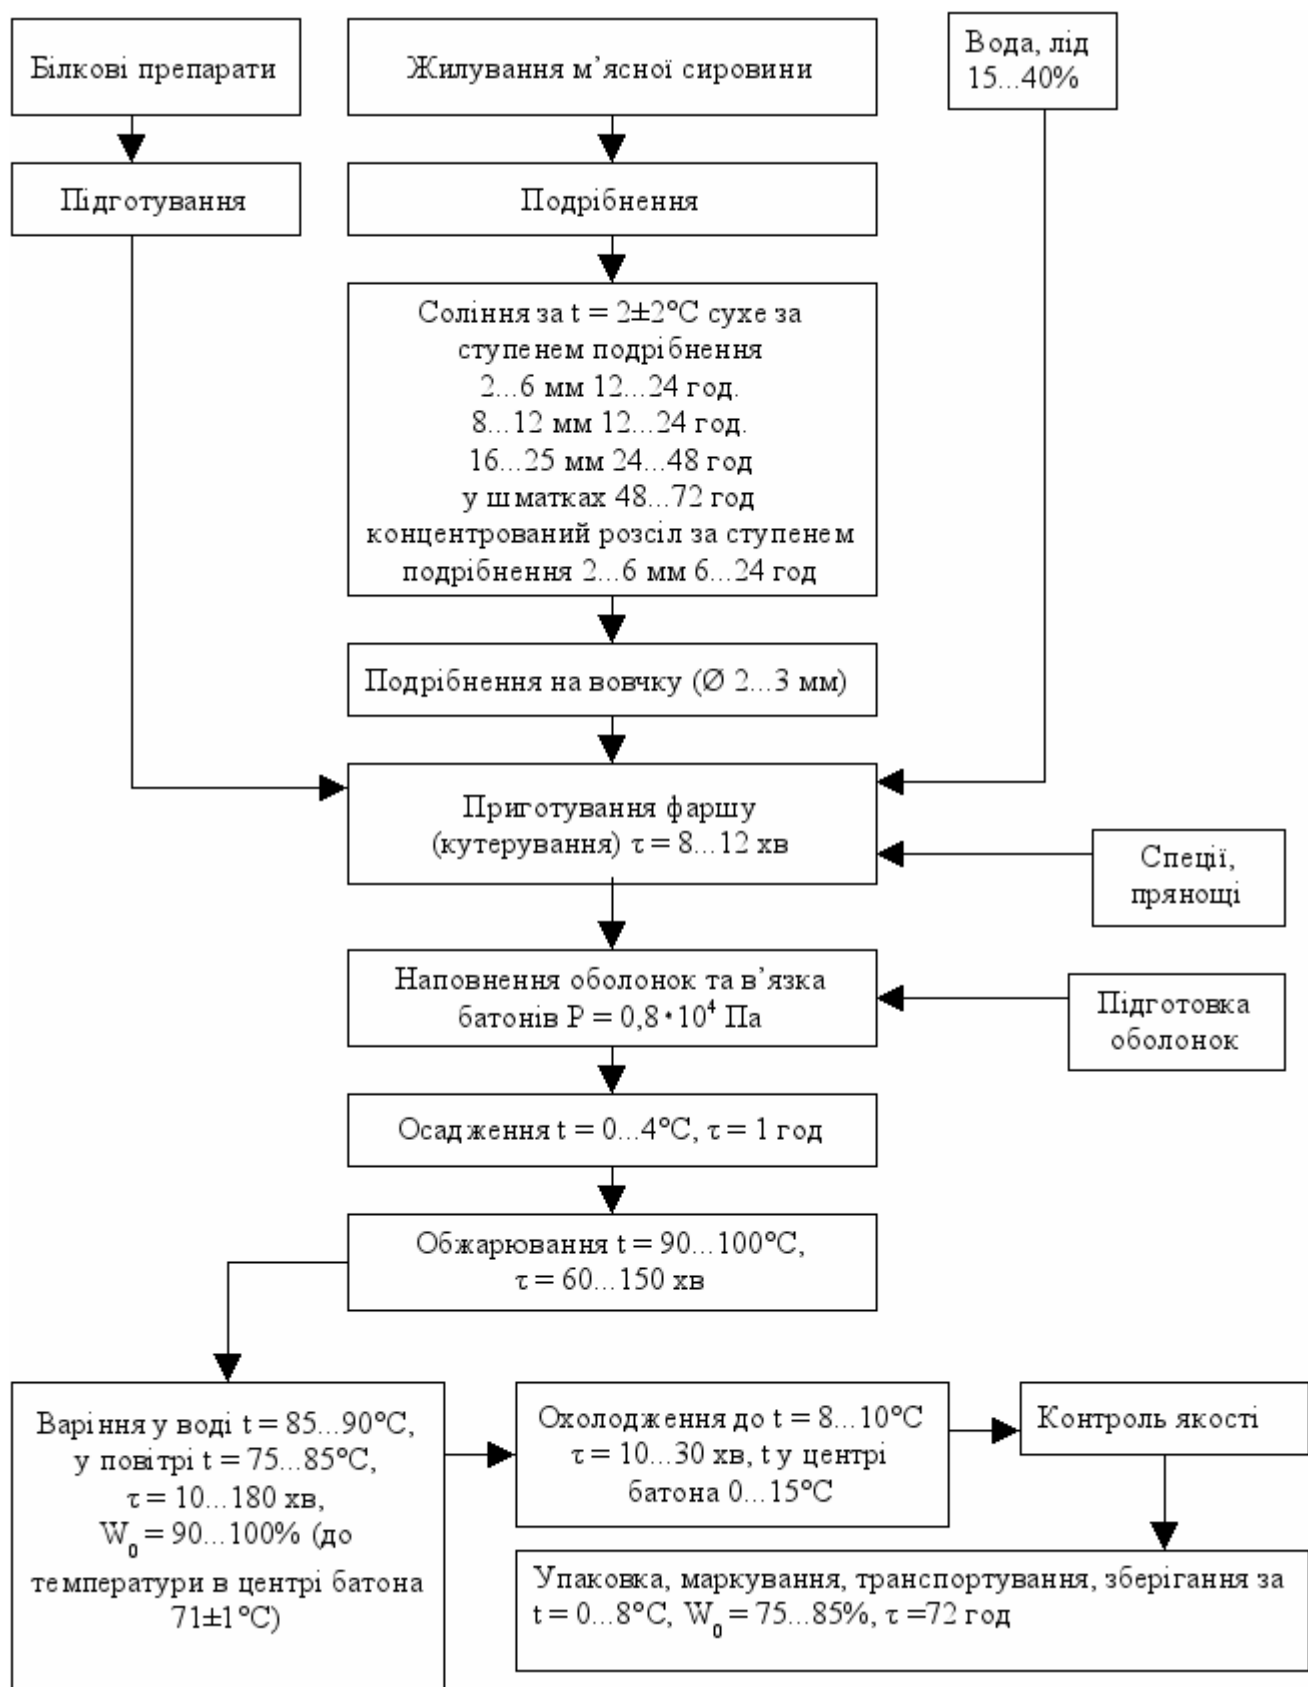 Білкові препарати
Жилування м’ясної сировини
Вода, лід
15...40%
Підготування
Подрібнення
Соління за t = 2±2°С сухе за
ступенем подрібнення
2...6 мм 12...24 год.
8...12 мм 12...24 год.
16...25 мм 24...48 год
у шматках 48...72 год
концентрований розсіл за ступенем
подрібнення 2...6 мм 6...24 год
Подрібнення на вовчку (Ø 2...3 мм)
Приготування фаршу
(кутерування) τ = 8...12 хв
Спеції,
прянощі
Наповнення оболонок та в’язка
батонів Р = 0,8·10⁴ Па
Підготовка
оболонок
Осадження t = 0...4°С, τ = 1 год
Обжарювання t = 90...100°С,
τ = 60...150 хв
Варіння у воді t = 85...90°С,
у повітрі t = 75...85°С,
τ = 10...180 хв,
W₀ = 90...100% (до
температури в центрі батона
71±1°С)
Охолодження до t = 8...10°С
τ = 10...30 хв, t у центрі
батона 0...15°С
Контроль якості
Упаковка, маркування, транспортування, зберігання за
t = 0...8°С, W₀ = 75...85%, τ =72 год